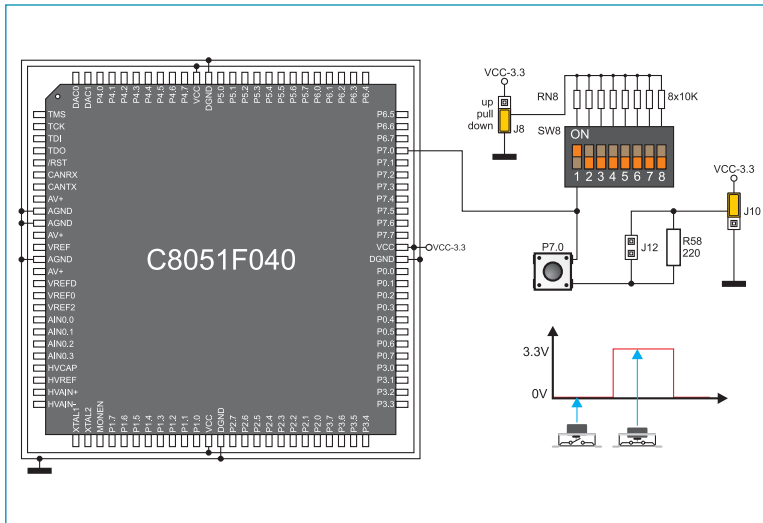 DAC0
DAC1
P4.0
P4.1
P4.2
P4.3
P4.4
P4.5
P4.6
P4.7
VCC
DGND
P5.0
P5.1
P5.2
P5.3
P5.4
P5.5
P5.6
P5.7
P6.0
P6.1
P6.2
P6.3
P6.4
TMS
TCK
TDI
TDO
/RST
CANRX
CANTX
AV+
AGND
AGND
AV+
VREF
AGND
AV+
VREFD
VREF0
VREF2
AIN0.0
AIN0.1
AIN0.2
AIN0.3
HVCAP
HVREF
HVAIN+
HVAIN-
C8051F040
P6.5
P6.6
P6.7
P7.0
P7.1
P7.2
P7.3
P7.4
P7.5
P7.6
P7.7
VCC
DGND
P0.0
P0.1
P0.2
P0.3
P0.4
P0.5
P0.6
P0.7
P3.0
P3.1
P3.2
P3.3
XTAL1
XTAL2
MONEN
P1.7
P1.6
P1.5
P1.4
P1.3
P1.2
P1.1
P1.0
VCC
DGND
P2.7
P2.6
P2.5
P2.4
P2.3
P2.2
P2.1
P2.0
P3.7
P3.6
P3.5
P3.4
VCC-3.3
VCC-3.3
up
pull
down
J8
RN8
8x10K
SW8
ON
1 2 3 4 5 6 7 8
VCC-3.3
J10
P7.0
J12
R58
220
3.3V
0V